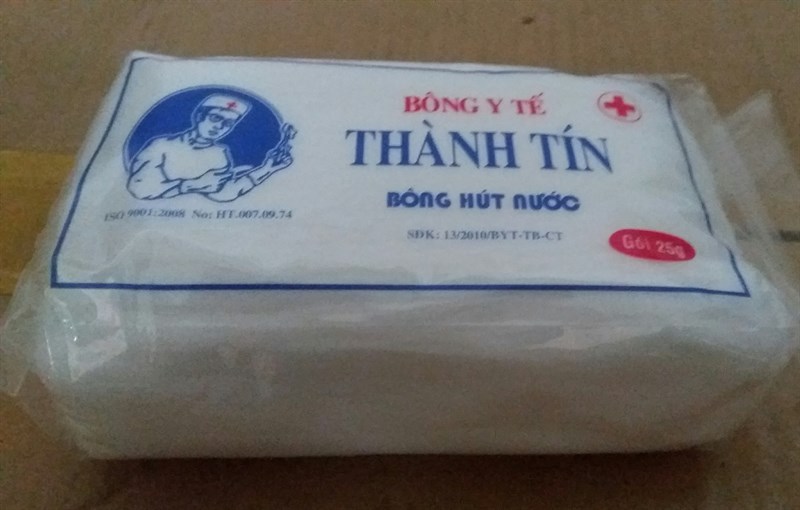 BÔNG Y TẾ
THÀNH TÍN
BÔNG HÚT NƯỚC
ISO 9001:2008 No: HT.007.09.74
SĐK: 13/2010/BYT-TB-CT
Gói 25g